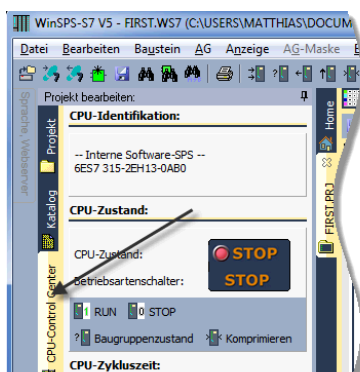 WinSPS-S7 V5 - FIRST.WS7 (C:\USERS\MATTHIAS\DOCUM
Datei Bearbeiten Baustein AG Anzeige AG-Maske E
Sprache, Webserver
Projekt
Katalog
CPU-Control Center
Projekt bearbeiten:
CPU-Identifikation:
-- Interne Software-SPS --
6ES7 315-2EH13-0AB0
CPU-Zustand:
CPU-Zustand:
STOP
Betriebsartenschalter:
STOP
1 RUN 0 STOP
?
Baugruppenzustand
Komprimieren
CPU-Zykluszeit:
Home
FIRST.PRJ